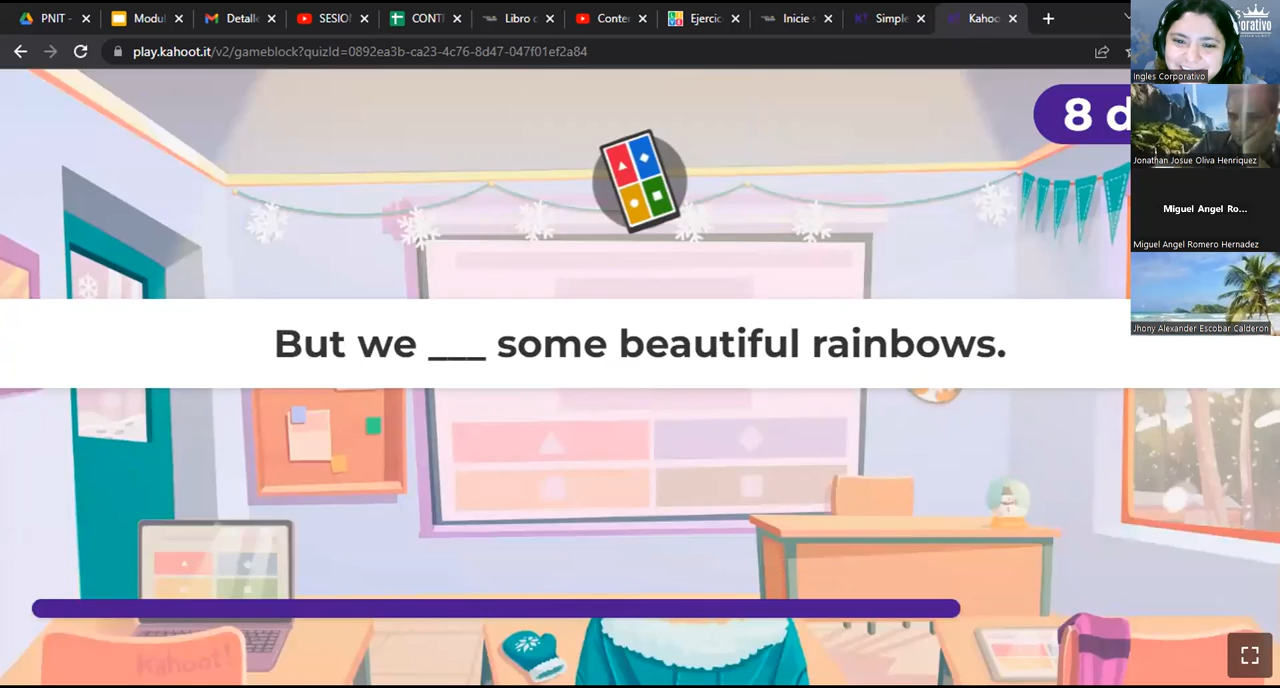 PNIT -
Modul
Detalle
SESIO
CONT
Libro d
Conter
Ejercic
Inicie s
Simple
Kahoo
play.kahoot.it/v2/gameblock?quizId=0892ea3b-ca23-4c76-8d47-047f01ef2a84
8 d
But we ___ some beautiful rainbows.
Kahoot!
Ingles Corporativo
Jonathan Josue Oliva Henriquez
Miguel Angel Ro...
Miguel Angel Romero Hernadez
Jhony Alexander Escobar Calderon